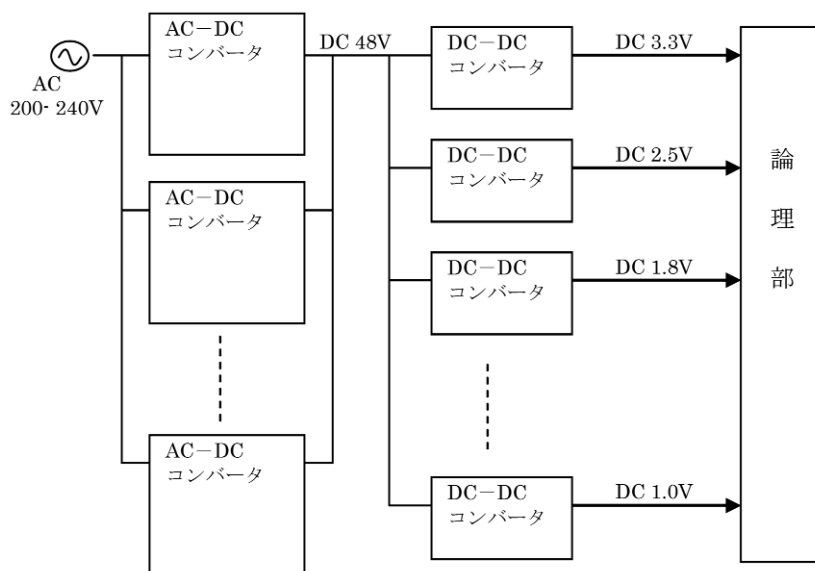 AC－DC
コンバータ
DC 48V
DC－DC
コンバータ
DC 3.3V
AC
200- 240V
DC－DC
コンバータ
DC 2.5V
論
理
部
AC－DC
コンバータ
DC－DC
コンバータ
DC 1.8V
AC－DC
コンバータ
DC－DC
コンバータ
DC 1.0V